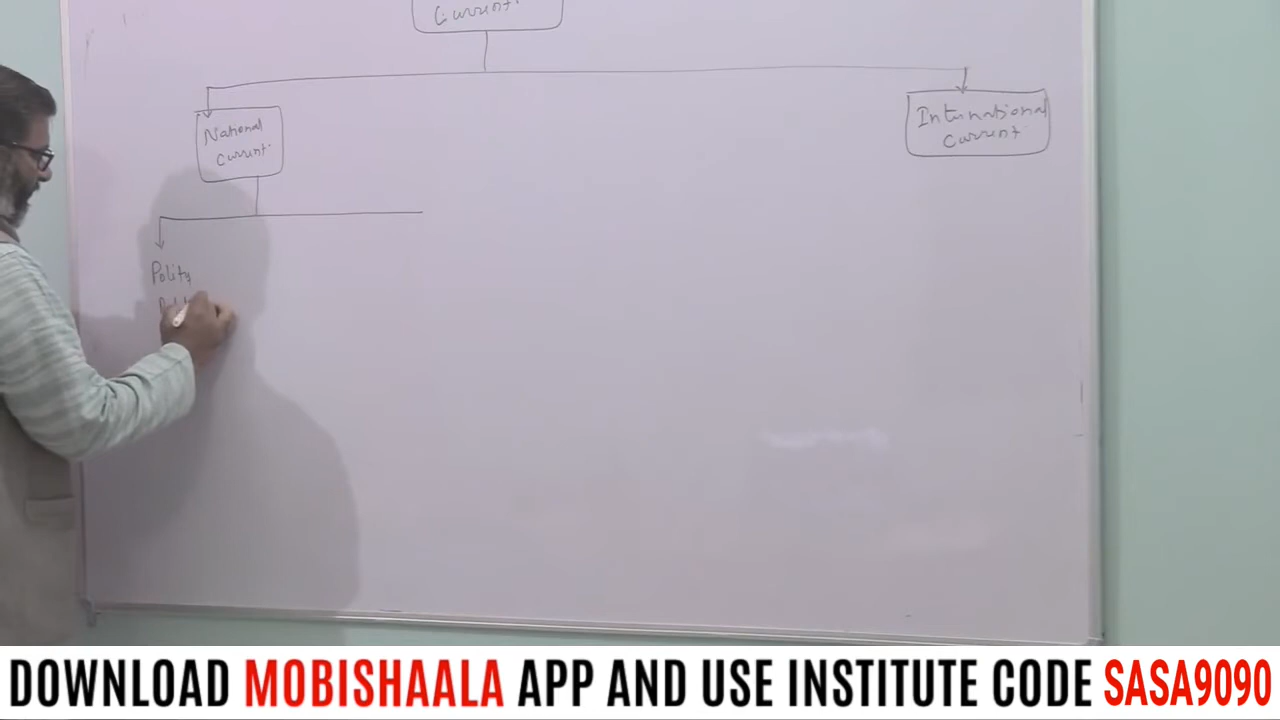 Current
National
Current
International
Current
Polity
DOWNLOAD MOBISHAALA APP AND USE INSTITUTE CODE SASA9090